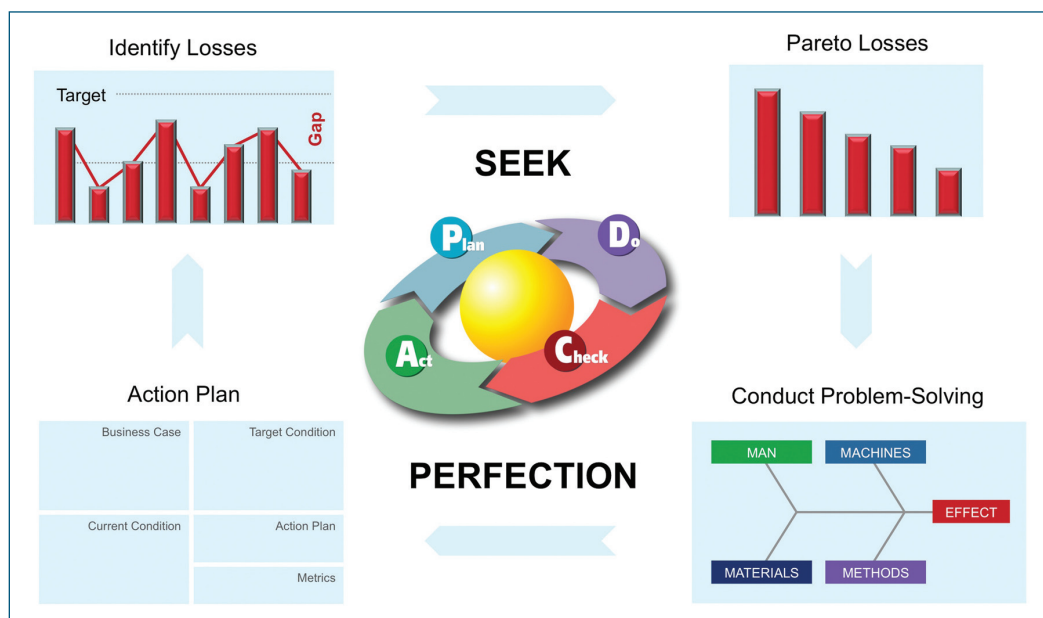 Identify Losses
Target
Gap
Pareto Losses
SEEK
Plan
Do
Check
Act
PERFECTION
Action Plan
Business Case
Target Condition
Current Condition
Action Plan
Metrics
Conduct Problem-Solving
MAN
MACHINES
EFFECT
MATERIALS
METHODS